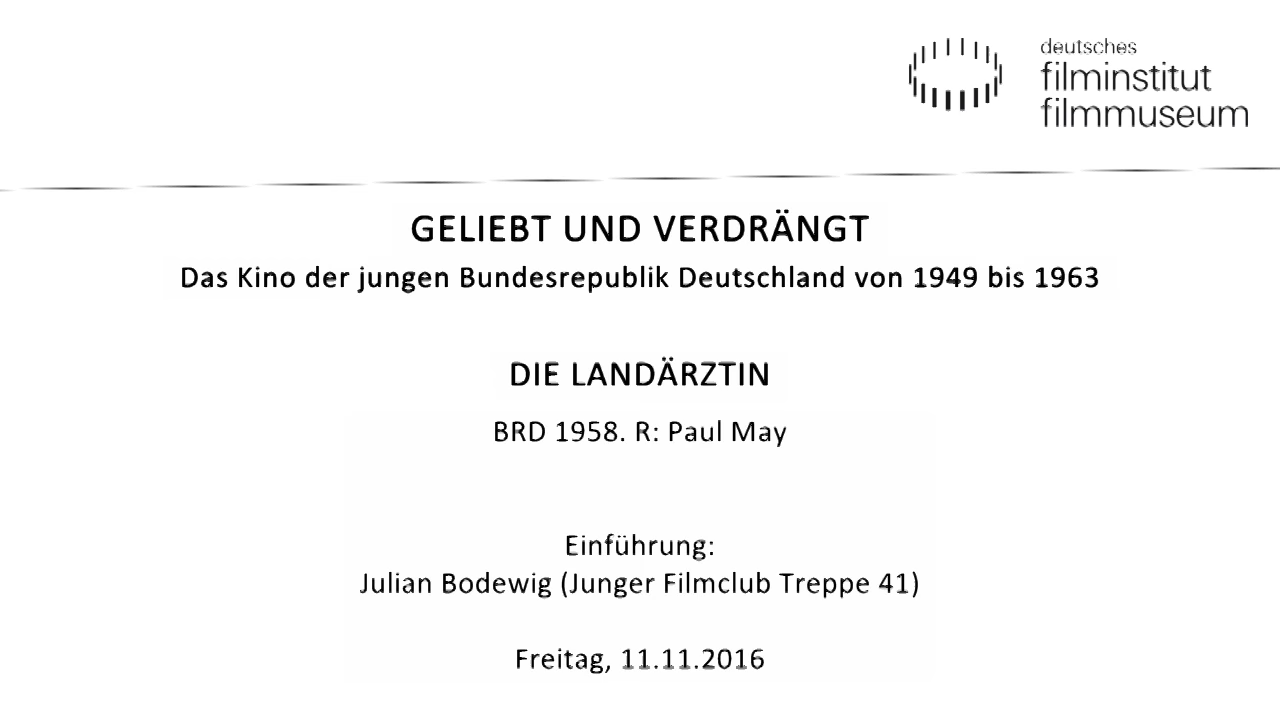 deutsches
filminstitut
filmmuseum
GELIEBT UND VERDRÄNGT
Das Kino der jungen Bundesrepublik Deutschland von 1949 bis 1963
DIE LANDÄRZTIN
BRD 1958. R: Paul May
Einführung:
Julian Bodewig (Junger Filmclub Treppe 41)
Freitag, 11.11.2016